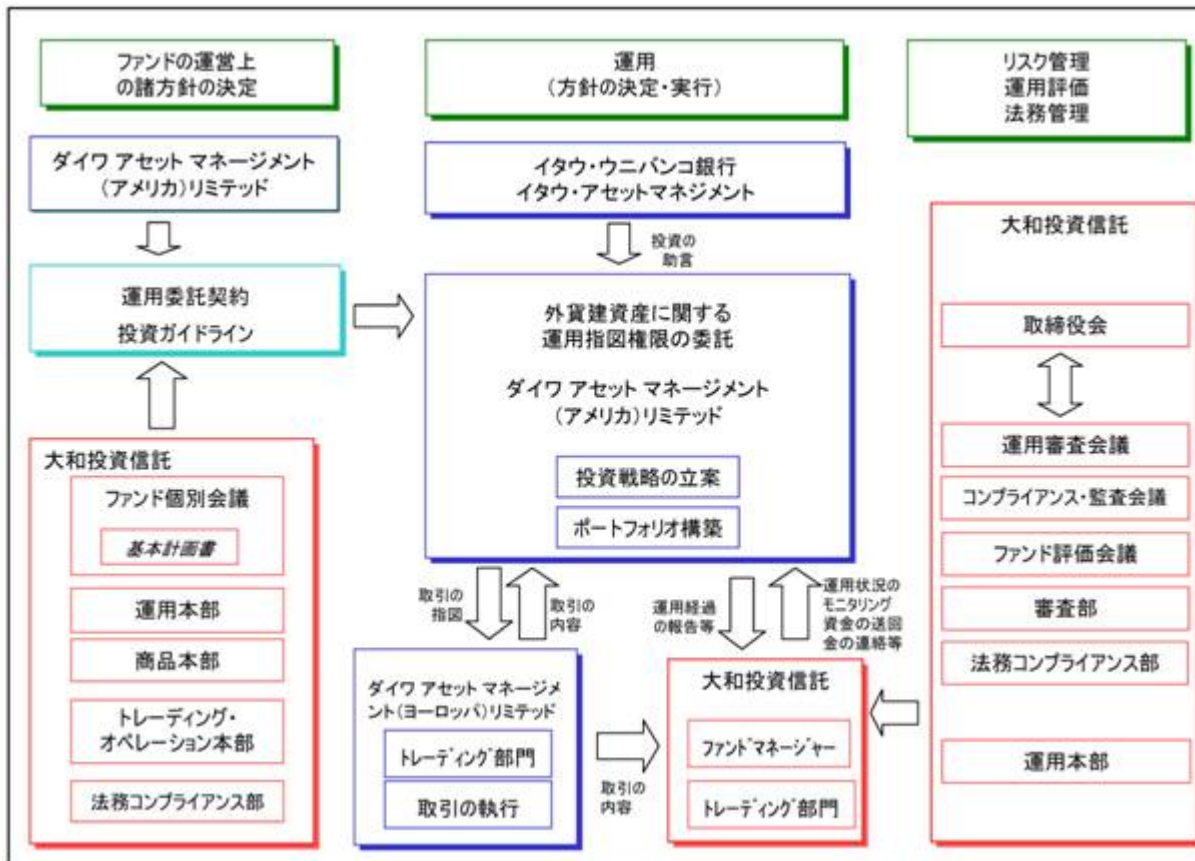 ファンドの運営上
の諸方針の決定
ダイワ アセット マネージメント
(アメリカ)リミテッド
運用委託契約
投資ガイドライン
大和投資信託
ファンド個別会議
基本計画書
運用本部
商品本部
トレーディング・
オペレーション本部
法務コンプライアンス部
運用
(方針の決定・実行)
イタウ・ウニバンコ銀行
イタウ・アセットマネジメント
投資の
助言
外貨建資産に関する
運用指図権限の委託
ダイワ アセット マネージメント
(アメリカ)リミテッド
投資戦略の立案
ポートフォリオ構築
取引の
指図
取引の
内容
運用経過
の報告等
運用状況の
モニタリング
資金の送回
金の連絡等
ダイワ アセット マネージメ
ント(ヨーロッパ)リミテッド
トレーディング部門
取引の執行
取引の
内容
大和投資信託
ファンドマネージャー
トレーディング部門
リスク管理
運用評価
法務管理
大和投資信託
取締役会
運用審査会議
コンプライアンス・監査会議
ファンド評価会議
審査部
法務コンプライアンス部
運用本部